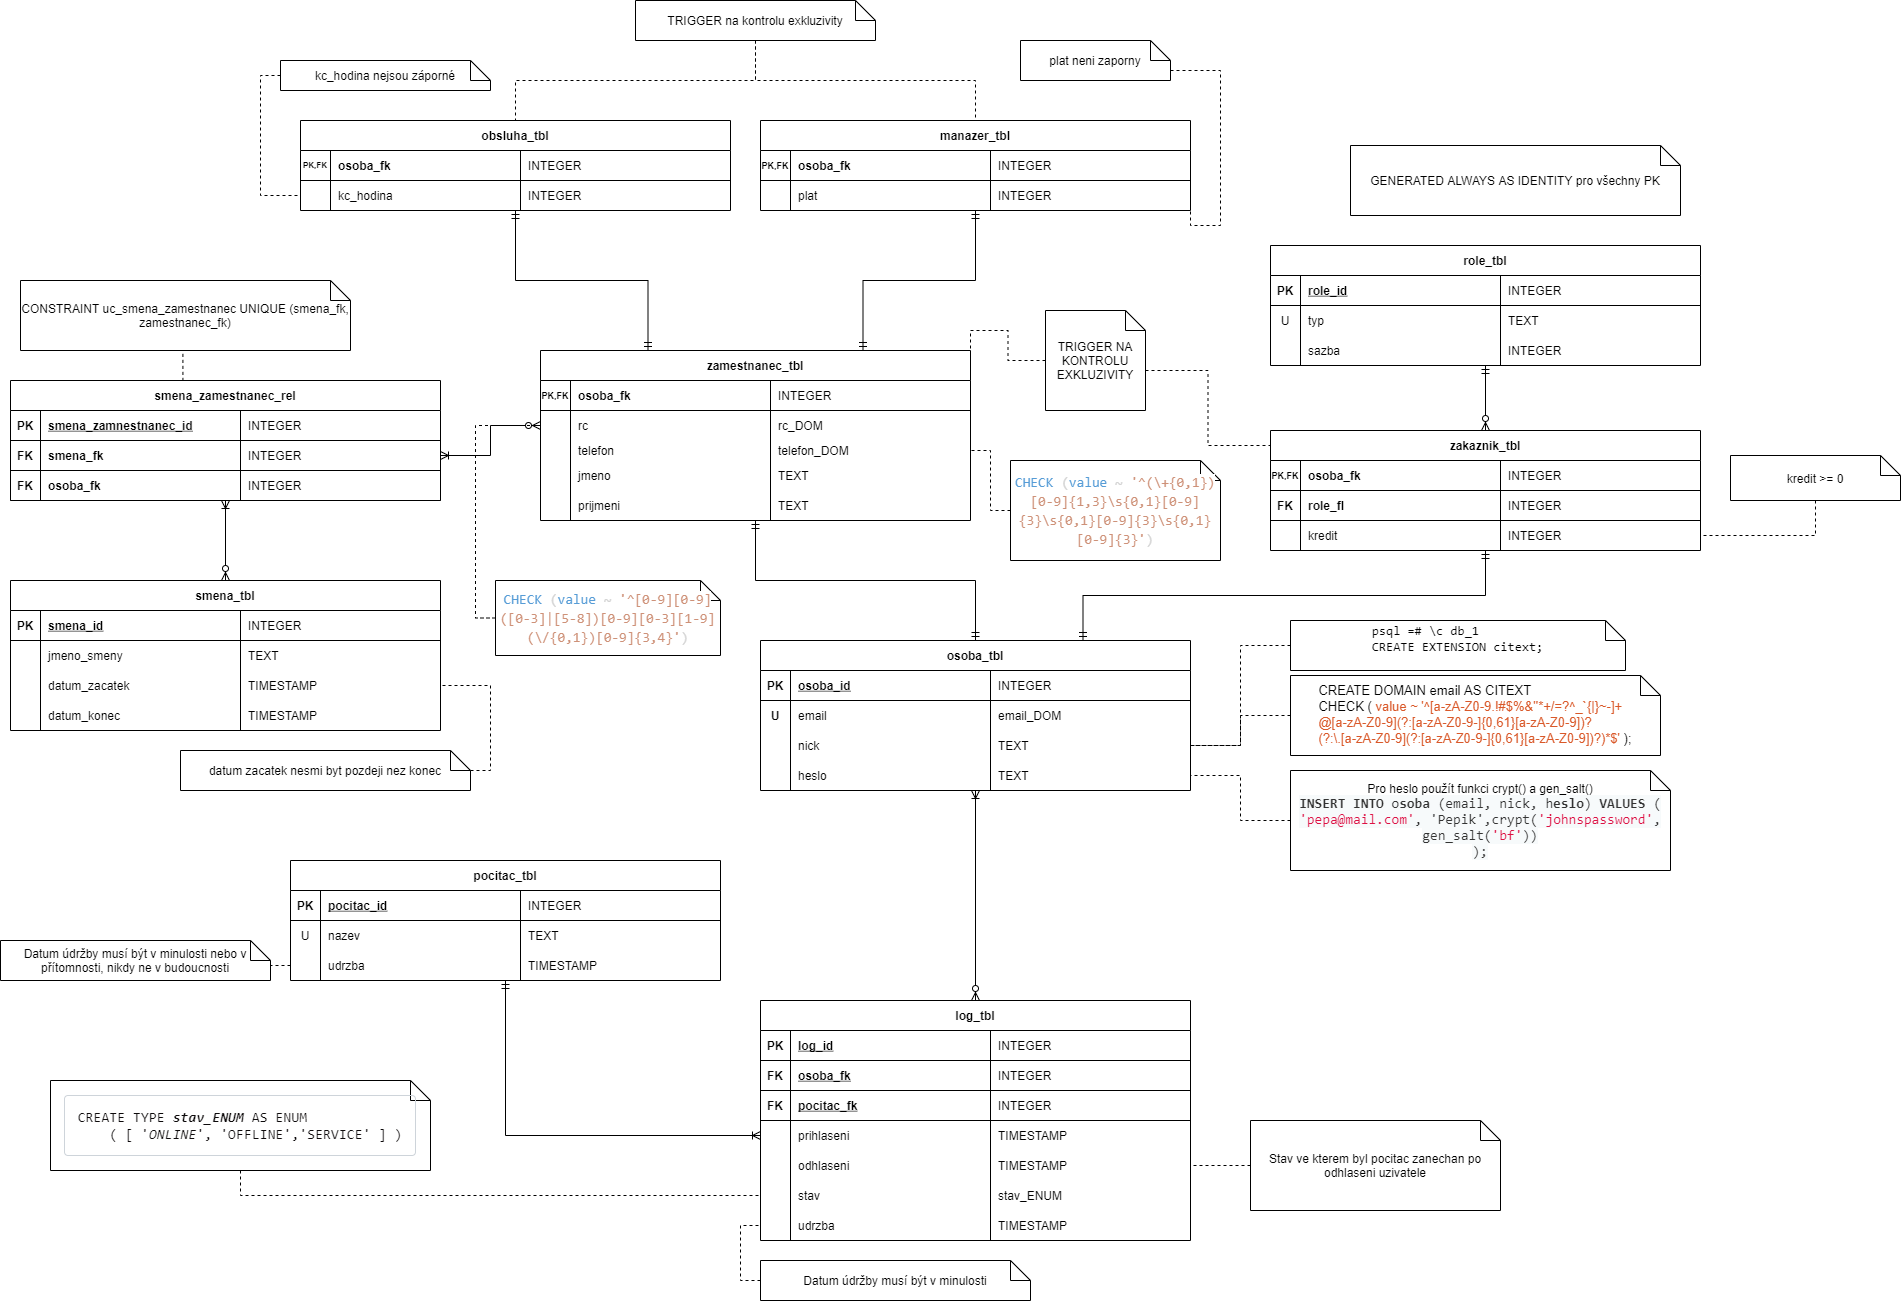 TRIGGER na kontrolu exkluzivity
kc_hodina nejsou záporné
plat neni zaporny
obsluha_tbl
PK,FK osoba_fk INTEGER
kc_hodina INTEGER
manazer_tbl
PK,FK osoba_fk INTEGER
plat INTEGER
GENERATED ALWAYS AS IDENTITY pro všechny PK
role_tbl
PK role_id INTEGER
U typ TEXT
sazba INTEGER
CONSTRAINT uc_smena_zamestnanec UNIQUE (smena_fk,
zamestnanec_fk)
smena_zamestnanec_rel
PK smena_zamnestnanec_id INTEGER
FK smena_fk INTEGER
FK osoba_fk INTEGER
zamestnanec_tbl
PK,FK osoba_fk INTEGER
rc rc_DOM
telefon telefon_DOM
jmeno TEXT
prijmeni TEXT
TRIGGER NA
KONTROLU
EXKLUZIVITY
zakaznik_tbl
PK,FK osoba_fk INTEGER
FK role_fl INTEGER
kredit INTEGER
kredit >= 0
CHECK (value ~ '^(\+{0,1})
[0-9]{1,3}\s{0,1}[0-9]
{3}\s{0,1}[0-9]{3}\s{0,1}
[0-9]{3}')
smena_tbl
PK smena_id INTEGER
jmeno_smeny TEXT
datum_zacatek TIMESTAMP
datum_konec TIMESTAMP
CHECK (value ~ '^[0-9][0-9]
([0-3]|[5-8])[0-9][0-3][1-9]
(\/{0,1})[0-9]{3,4}')
datum zacatek nesmi byt pozdeji nez konec
osoba_tbl
PK osoba_id INTEGER
U email email_DOM
nick TEXT
heslo TEXT
psql =# \c db_1
CREATE EXTENSION citext;
CREATE DOMAIN email AS CITEXT
CHECK ( value ~ '^[a-zA-Z0-9.!#$%&''*+/=?^_`{|}~-]+
@[a-zA-Z0-9](?:[a-zA-Z0-9-]{0,61}[a-zA-Z0-9])?
(?:\.[a-zA-Z0-9](?:[a-zA-Z0-9-]{0,61}[a-zA-Z0-9])?)*$' );
Pro heslo použít funkci crypt() a gen_salt()
INSERT INTO osoba (email, nick, heslo) VALUES (
'pepa@mail.com', 'Pepik',crypt('johnspassword',
gen_salt('bf'))
);
pocitac_tbl
PK pocitac_id INTEGER
U nazev TEXT
udrzba TIMESTAMP
Datum údržby musí být v minulosti nebo v
přítomnosti, nikdy ne v budoucnosti
log_tbl
PK log_id INTEGER
FK osoba_fk INTEGER
FK pocitac_fk INTEGER
prihlaseni TIMESTAMP
odhlaseni TIMESTAMP
stav stav_ENUM
udrzba TIMESTAMP
CREATE TYPE stav_ENUM AS ENUM
( [ 'ONLINE', 'OFFLINE','SERVICE' ] )
Stav ve kterem byl pocitac zanechan po
odhlaseni uzivatele
Datum údržby musí být v minulosti